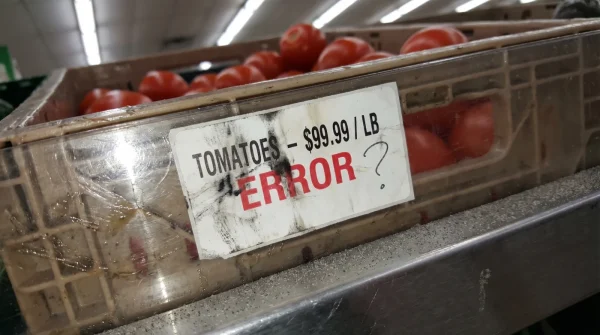 TOMATOES – $99.99 / LB
ERROR ?